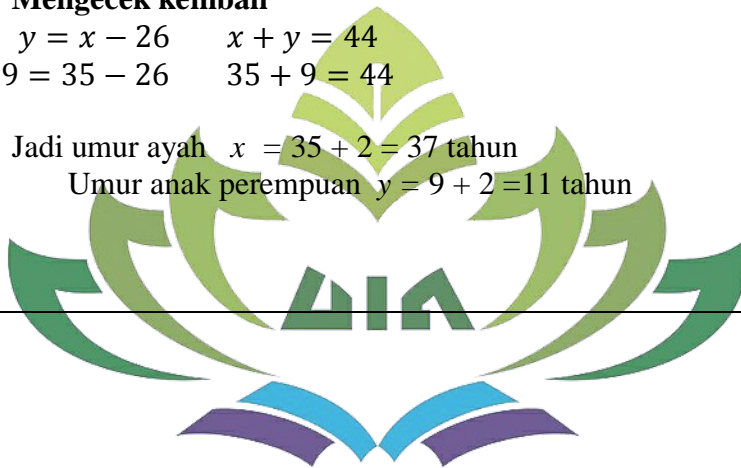 Mengecek kembali
y = x − 26 x + y = 44
9 = 35 − 26 35 + 9 = 44
Jadi umur ayah x = 35 + 2 = 37 tahun
Umur anak perempuan y = 9 + 2 =11 tahun
UIN